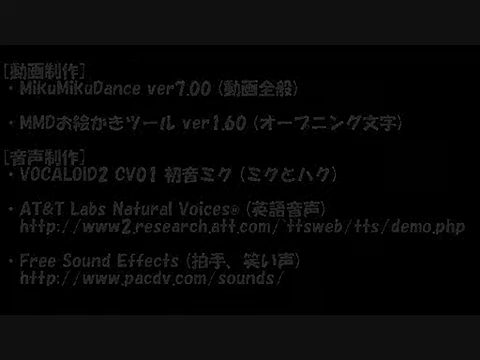 [動画制作]
・MikuMikuDance ver7.00 (動画全般)
・MMDお絵かきツール ver1.60 (オープニング文字)
[音声制作]
・VOCALOID2 CV01 初音ミク (ミクとハク)
・AT&T Labs Natural Voices® (英語音声)
http://www2.research.att.com/~ttsweb/tts/demo.php
・Free Sound Effects (拍手、笑い声)
http://www.pacdv.com/sounds/